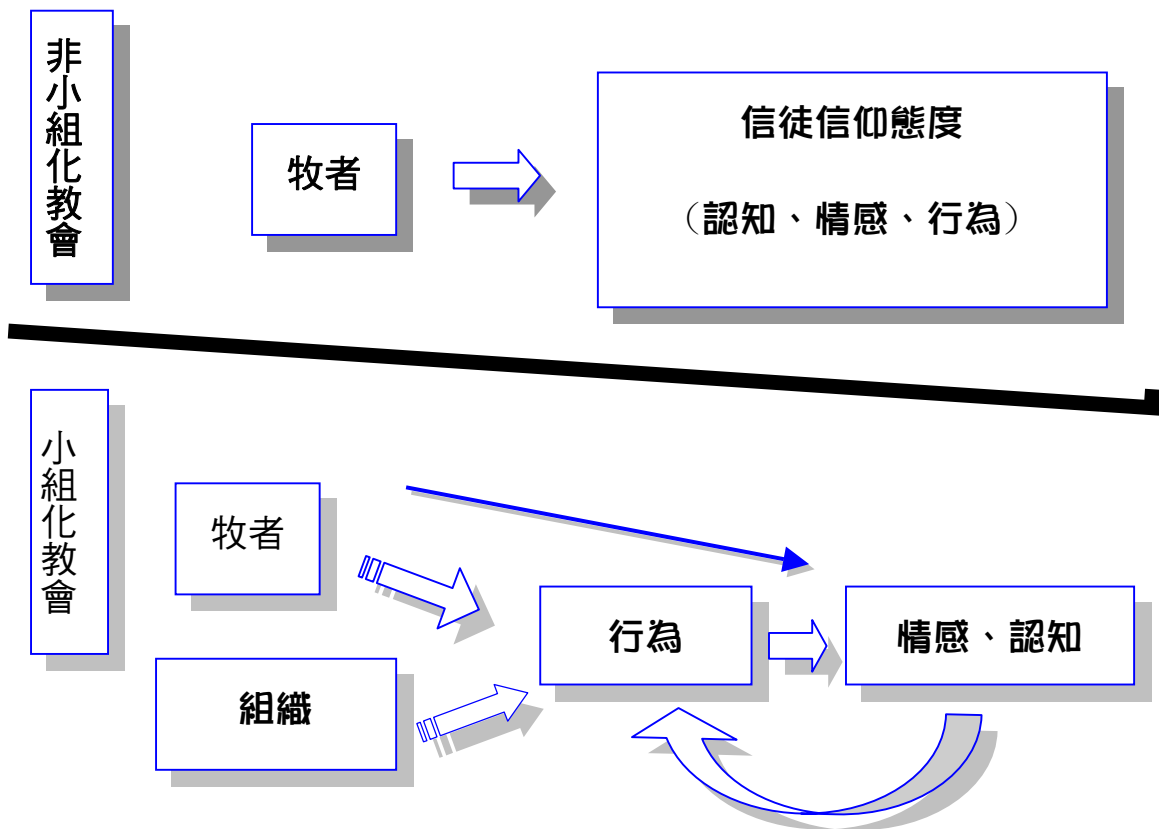 非小組化教會
牧者
信徒信仰態度
（認知、情感、行為）
小組化教會
牧者
組織
行為
情感、認知